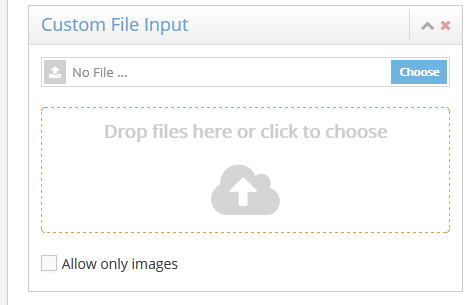 Custom File Input
No File ...
Choose
Drop files here or click to choose
Allow only images